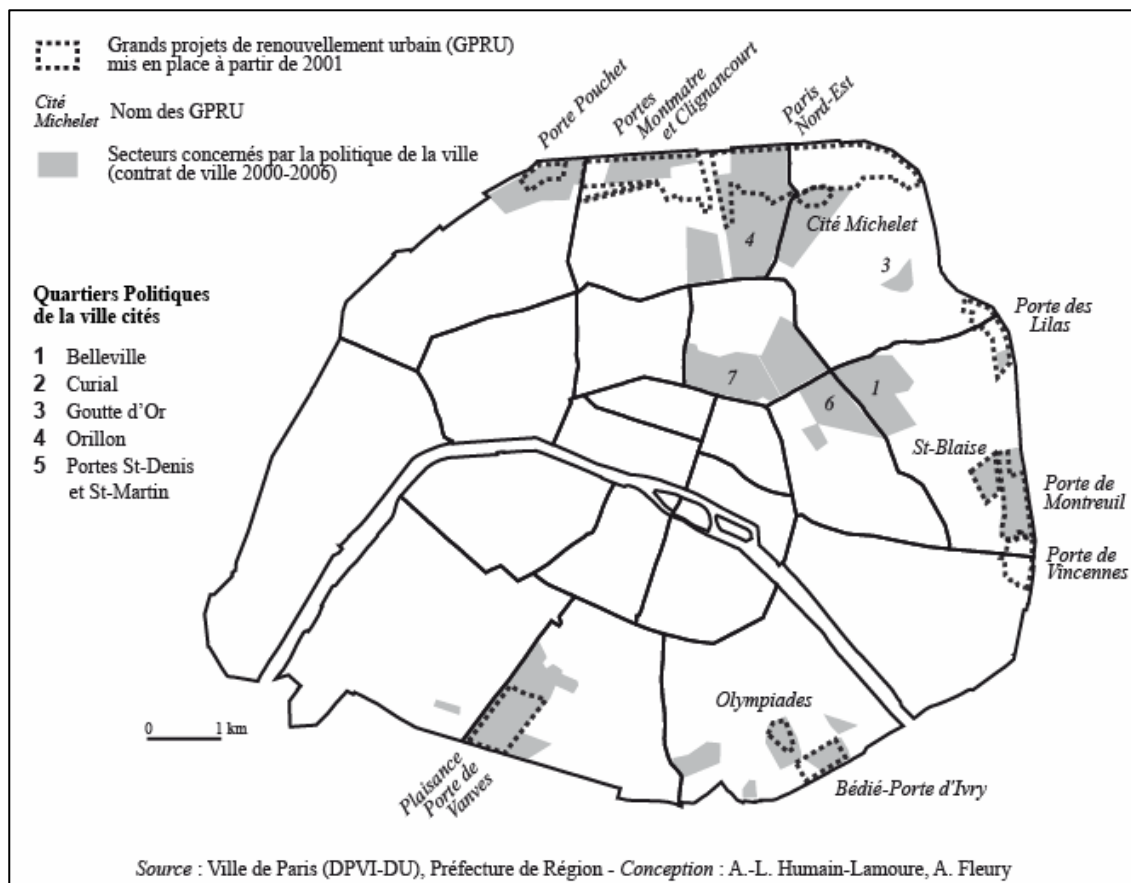 Grands projets de renouvellement urbain (GPRU)
mis en place à partir de 2001
Cité
Michelet
Nom des GPRU
Secteurs concernés par la politique de la ville
(contrat de ville 2000-2006)
Quartiers Politiques
de la ville cités
1 Belleville
2 Curial
3 Goutte d'Or
4 Orillon
5 Portes St-Denis
et St-Martin
Porte Pouchet
Portes
Montmatre
et Clignancourt
Paris
Nord-Est
Cité Michelet
4
3
Porte des
Lilas
7
6
1
St-Blaise
Porte de
Montreuil
Porte de
Vincennes
Olympiades
Bédié-Porte d'Ivry
Plaisance
Porte de
Vanves
0 1 km
Source : Ville de Paris (DPVI-DU), Préfecture de Région - Conception : A.-L. Humain-Lamoure, A. Fleury